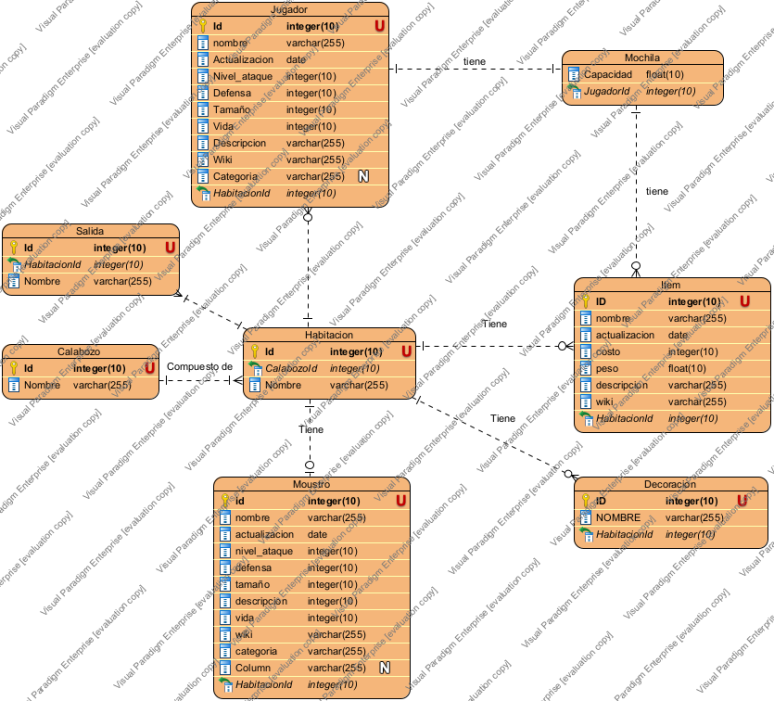 Jugador
Id integer(10) U
nombre varchar(255)
Actualizacion date
Nivel_ataque integer(10)
Defensa integer(10)
Tamaño integer(10)
Vida integer(10)
Descripcion varchar(255)
Wiki varchar(255)
Categoria varchar(255) N
HabitacionId integer(10)
tiene
Mochila
Capacidad float(10)
JugadorId integer(10)
tiene
Salida
Id integer(10) U
HabitacionId integer(10)
Nombre varchar(255)
Item
ID integer(10) U
nombre varchar(255)
actualizacion date
costo integer(10)
peso float(10)
descripción varchar(255)
wiki varchar(255)
HabitacionId integer(10)
Tiene
Habitacion
Id integer(10) U
CalabozoId integer(10)
Nombre varchar(255)
Calabozo
Id integer(10) U
Nombre varchar(255)
Compuesto de
Tiene
Tiene
Decoración
ID integer(10) U
NOMBRE varchar(255)
HabitacionId integer(10)
Moustro
id integer(10) U
nombre varchar(255)
actualizacion date
nivel_ataque integer(10)
defensa integer(10)
tamaño integer(10)
descripción integer(10)
vida integer(10)
wiki varchar(255)
categoria varchar(255)
Column varchar(255) N
HabitacionId integer(10)
Visual Paradigm Enterprise [evaluation copy]